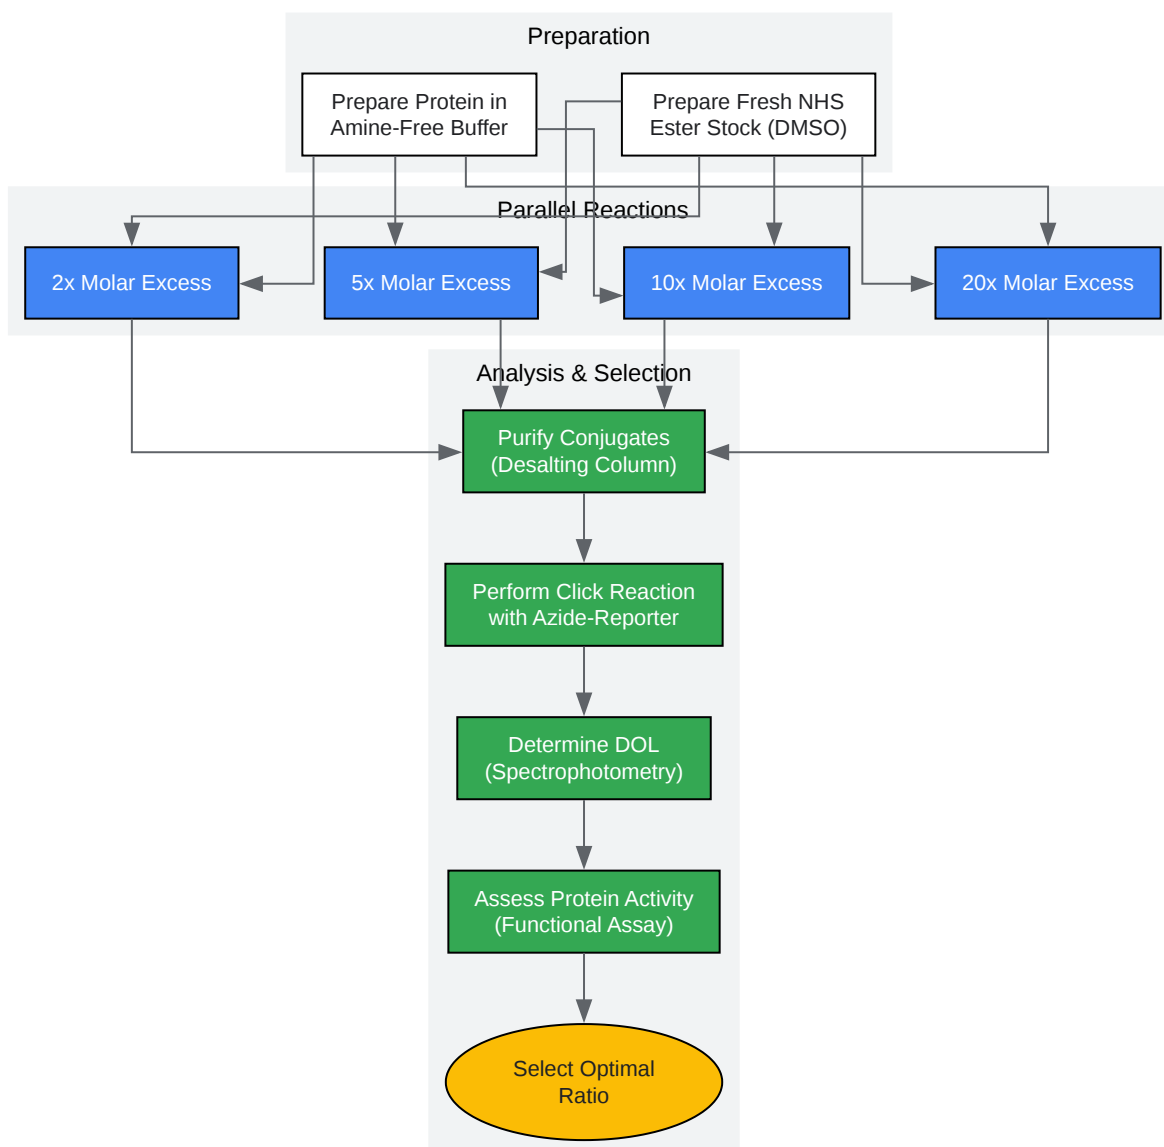 Preparation
Prepare Protein in
Amine-Free Buffer
Prepare Fresh NHS
Ester Stock (DMSO)
Parallel Reactions
2x Molar Excess
5x Molar Excess
10x Molar Excess
20x Molar Excess
Analysis & Selection
Purify Conjugates
(Desalting Column)
Perform Click Reaction
with Azide-Reporter
Determine DOL
(Spectrophotometry)
Assess Protein Activity
(Functional Assay)
Select Optimal
Ratio